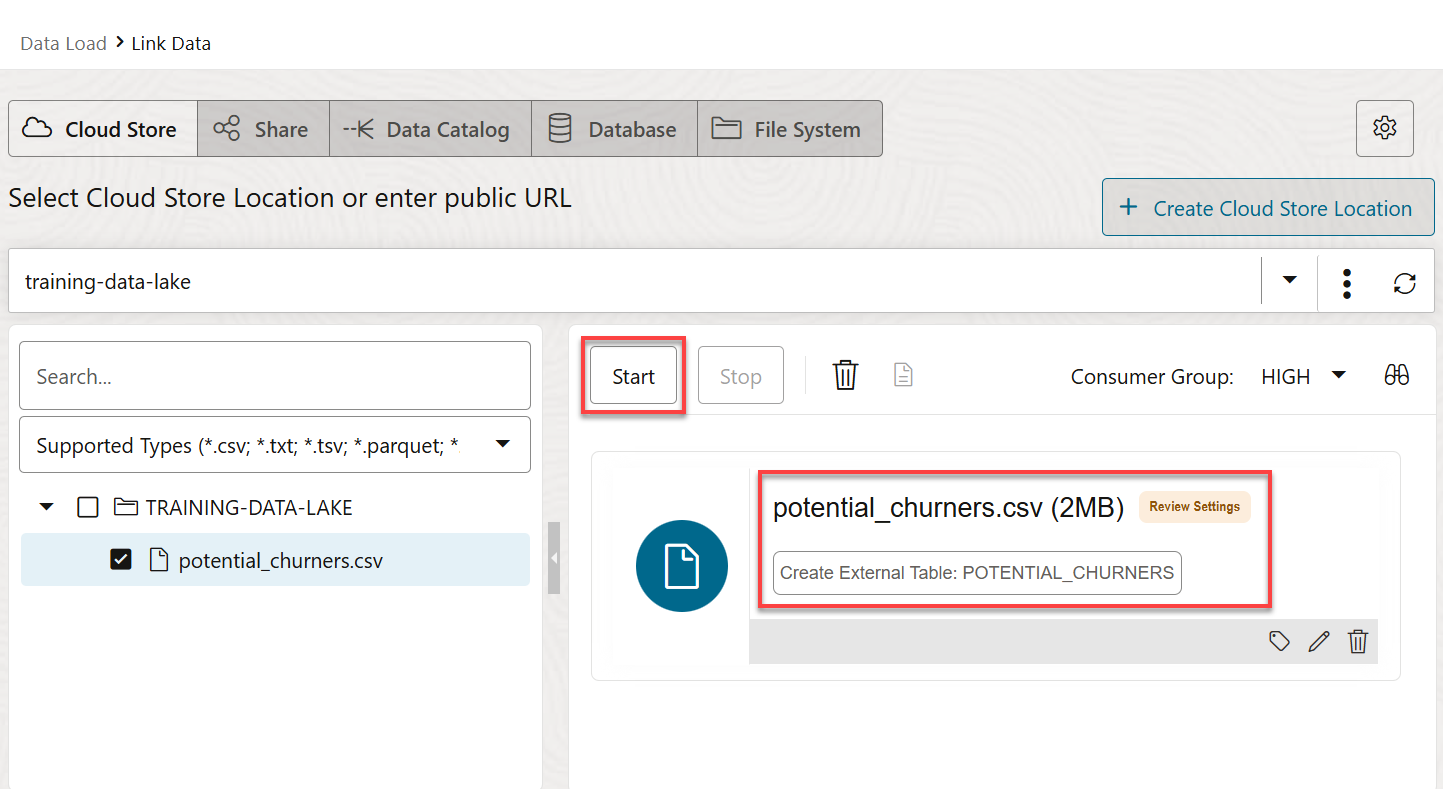 Data Load > Link Data
Cloud Store Share Data Catalog Database File System
Select Cloud Store Location or enter public URL
+ Create Cloud Store Location
training-data-lake
Search...
Supported Types (*.csv; *.txt; *.tsv; *.parquet; *.
TRAINING-DATA-LAKE
potential_churners.csv
Start Stop Consumer Group: HIGH
potential_churners.csv (2MB) Review Settings
Create External Table: POTENTIAL_CHURNERS